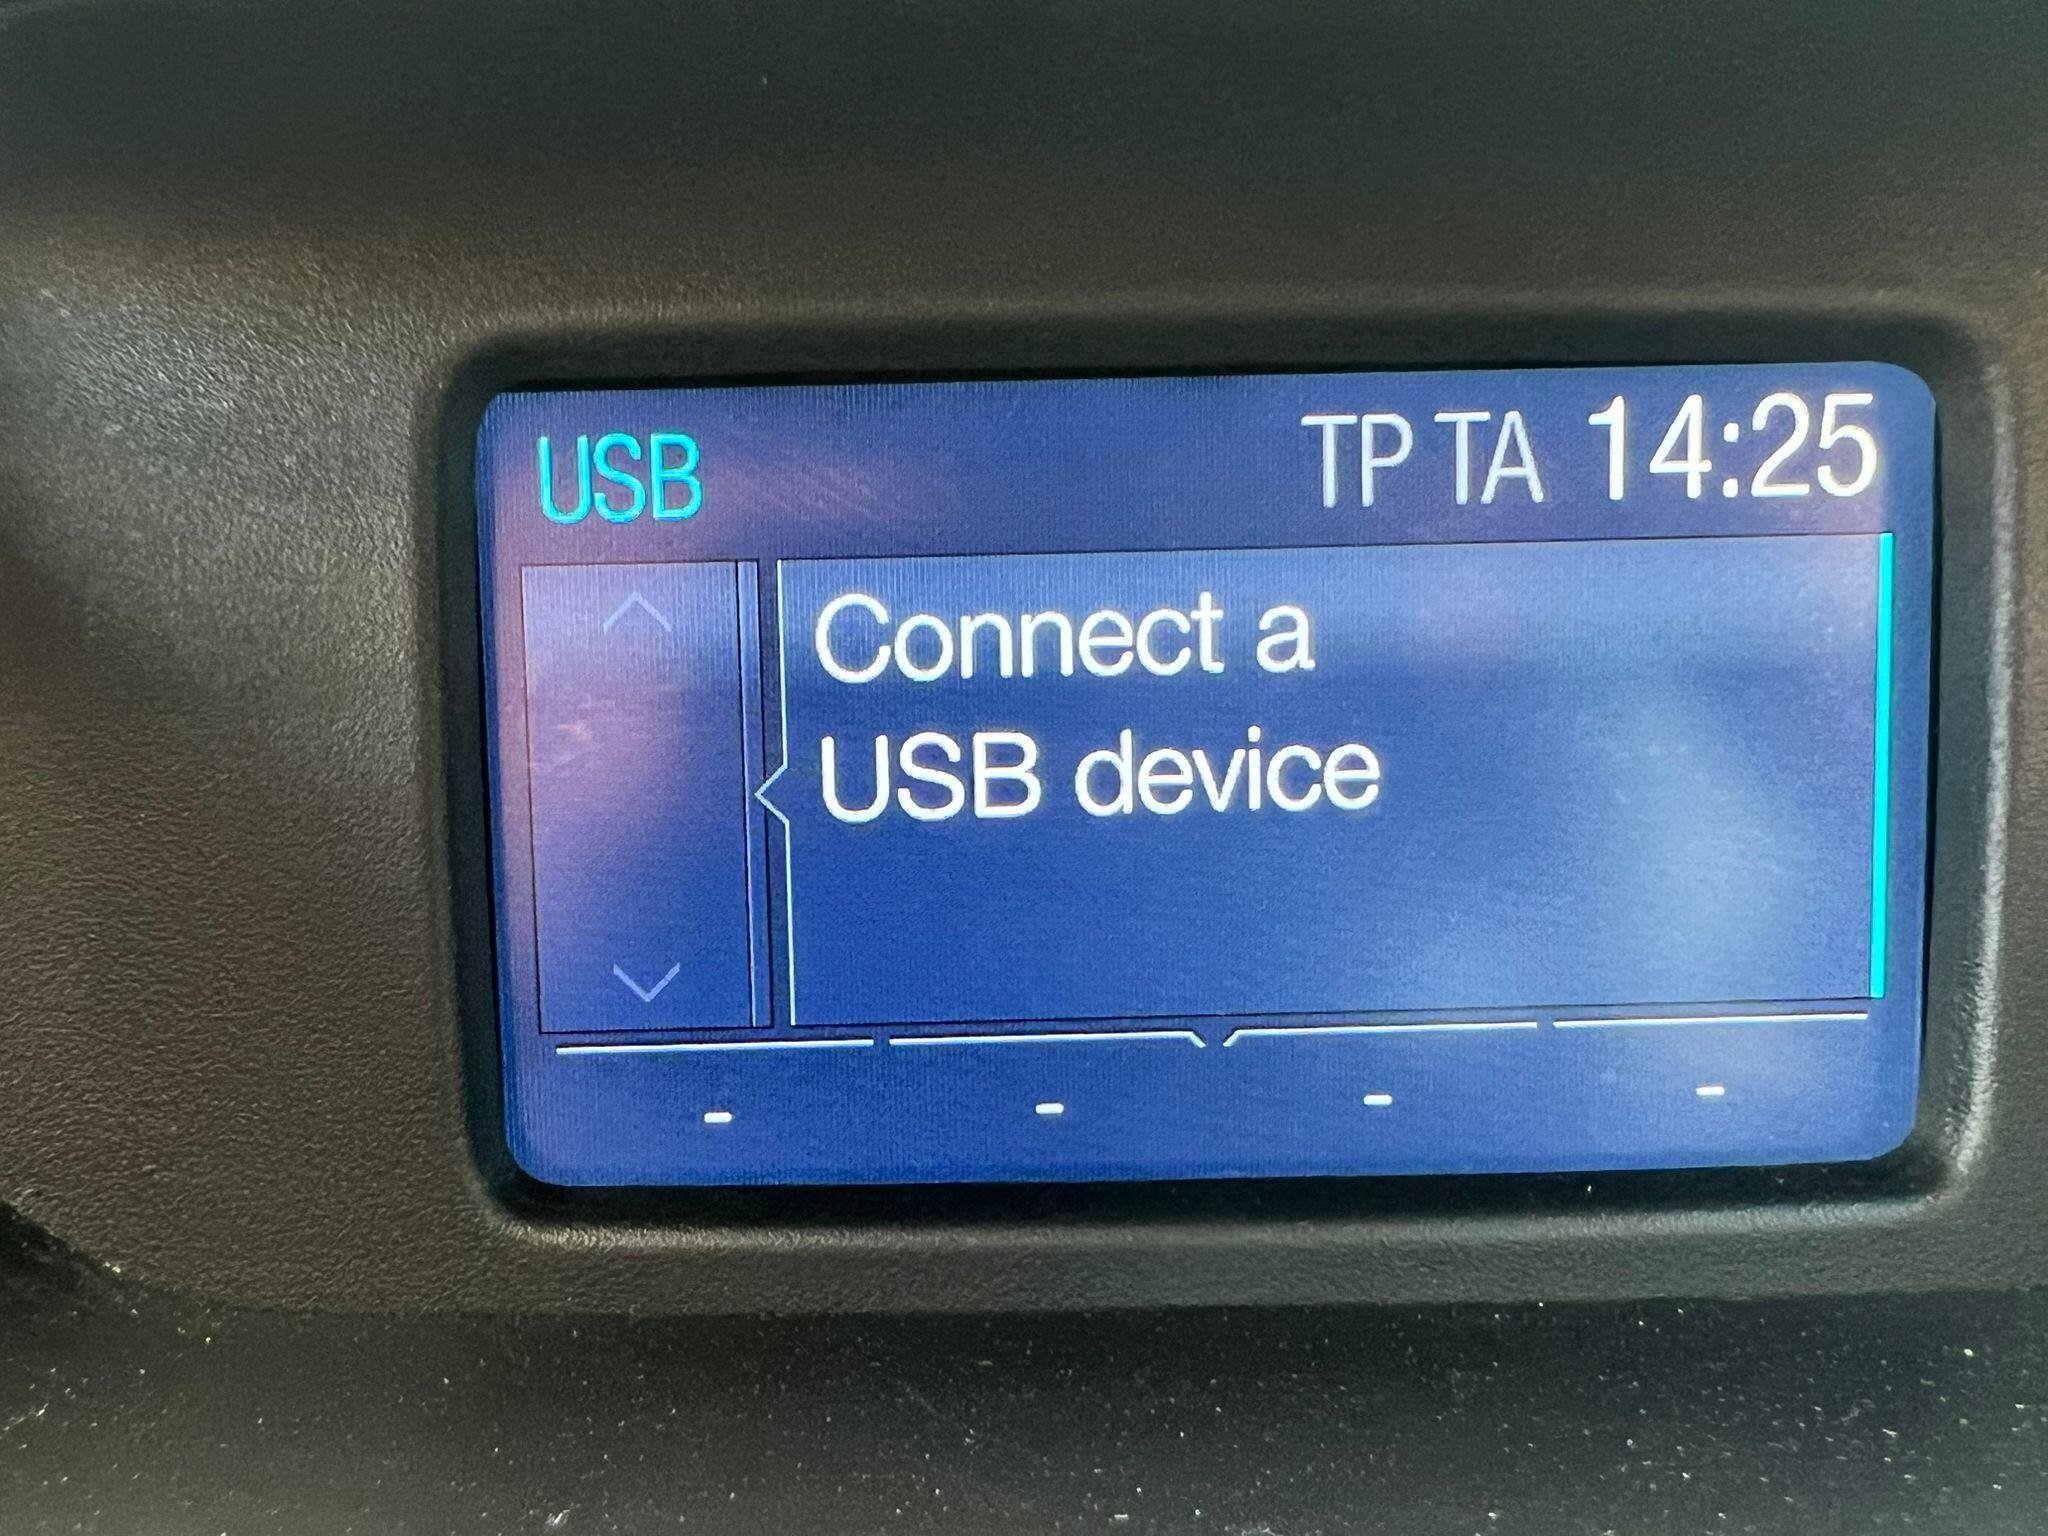 USB TP TA 14:25
Connect a
USB device
- - - -